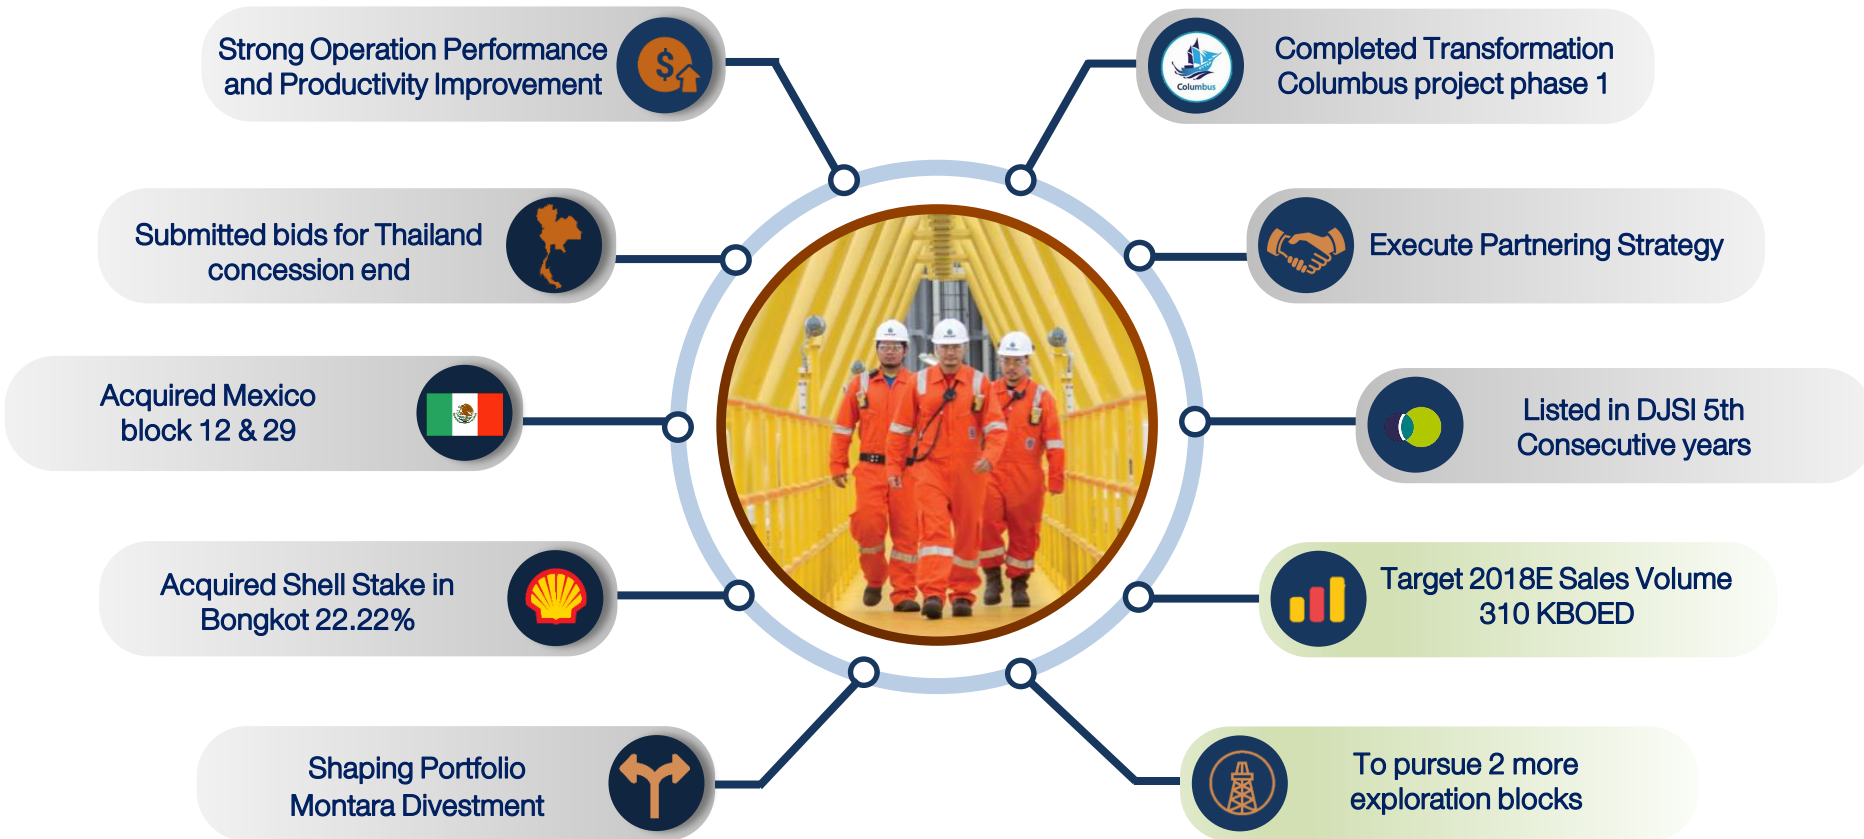 Strong Operation Performance
and Productivity Improvement
Submitted bids for Thailand
concession end
Acquired Mexico
block 12 & 29
Acquired Shell Stake in
Bongkot 22.22%
Shaping Portfolio
Montara Divestment
Columbus
Completed Transformation
Columbus project phase 1
Execute Partnering Strategy
Listed in DJSI 5th
Consecutive years
Target 2018E Sales Volume
310 KBOED
To pursue 2 more
exploration blocks